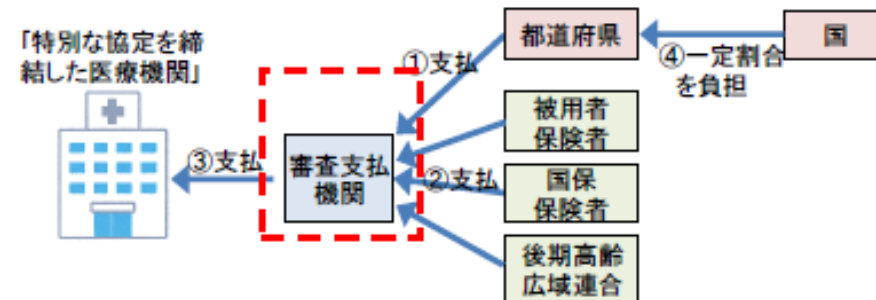 「特別な協定を締
結した医療機関」
①支払
都道府県
国
④一定割合
を負担
被用者
保険者
③支払
審査支払
機関
②支払
国保
保険者
後期高齢
広域連合